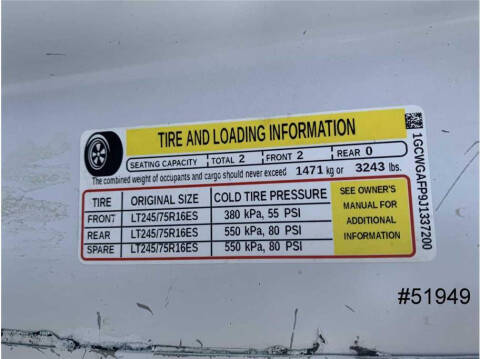 TIRE AND LOADING INFORMATION
SEATING CAPACITY TOTAL 2 FRONT 2 REAR 0
The combined weight of occupants and cargo should never exceed 1471 kg or 3243 lbs.
TIRE ORIGINAL SIZE COLD TIRE PRESSURE
FRONT LT245/75R16ES 380 kPa, 55 PSI
REAR LT245/75R16ES 550 kPa, 80 PSI
SPARE LT245/75R16ES 550 kPa, 80 PSI
SEE OWNER'S
MANUAL FOR
ADDITIONAL
INFORMATION
1GCWGAFP9J1337200
#51949